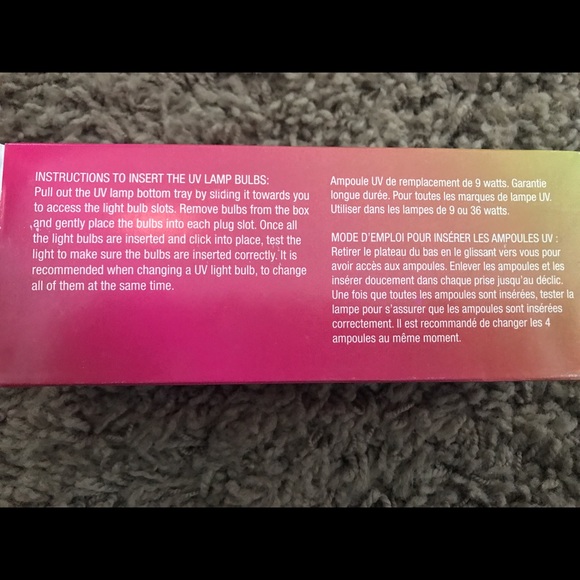 INSTRUCTIONS TO INSERT THE UV LAMP BULBS:
Pull out the UV lamp bottom tray by sliding it towards you
to access the light bulb slots. Remove bulbs from the box
and gently place the bulbs into each plug slot. Once all
the light bulbs are inserted and click into place, test the
light to make sure the bulbs are inserted correctly. It is
recommended when changing a UV light bulb, to change
all of them at the same time.
Ampoule UV de remplacement de 9 watts. Garantie
longue durée. Pour toutes les marques de lampe UV.
Utiliser dans les lampes de 9 ou 36 watts.
MODE D'EMPLOI POUR INSÉRER LES AMPOULES UV :
Retirer le plateau du bas en le glissant vers vous pour
avoir accès aux ampoules. Enlever les ampoules et les
insérer doucement dans chaque prise jusqu'au déclic.
Une fois que toutes les ampoules sont insérées, tester la
lampe pour s'assurer que les ampoules sont insérées
correctement. Il est recommandé de changer les 4
ampoules au même moment.